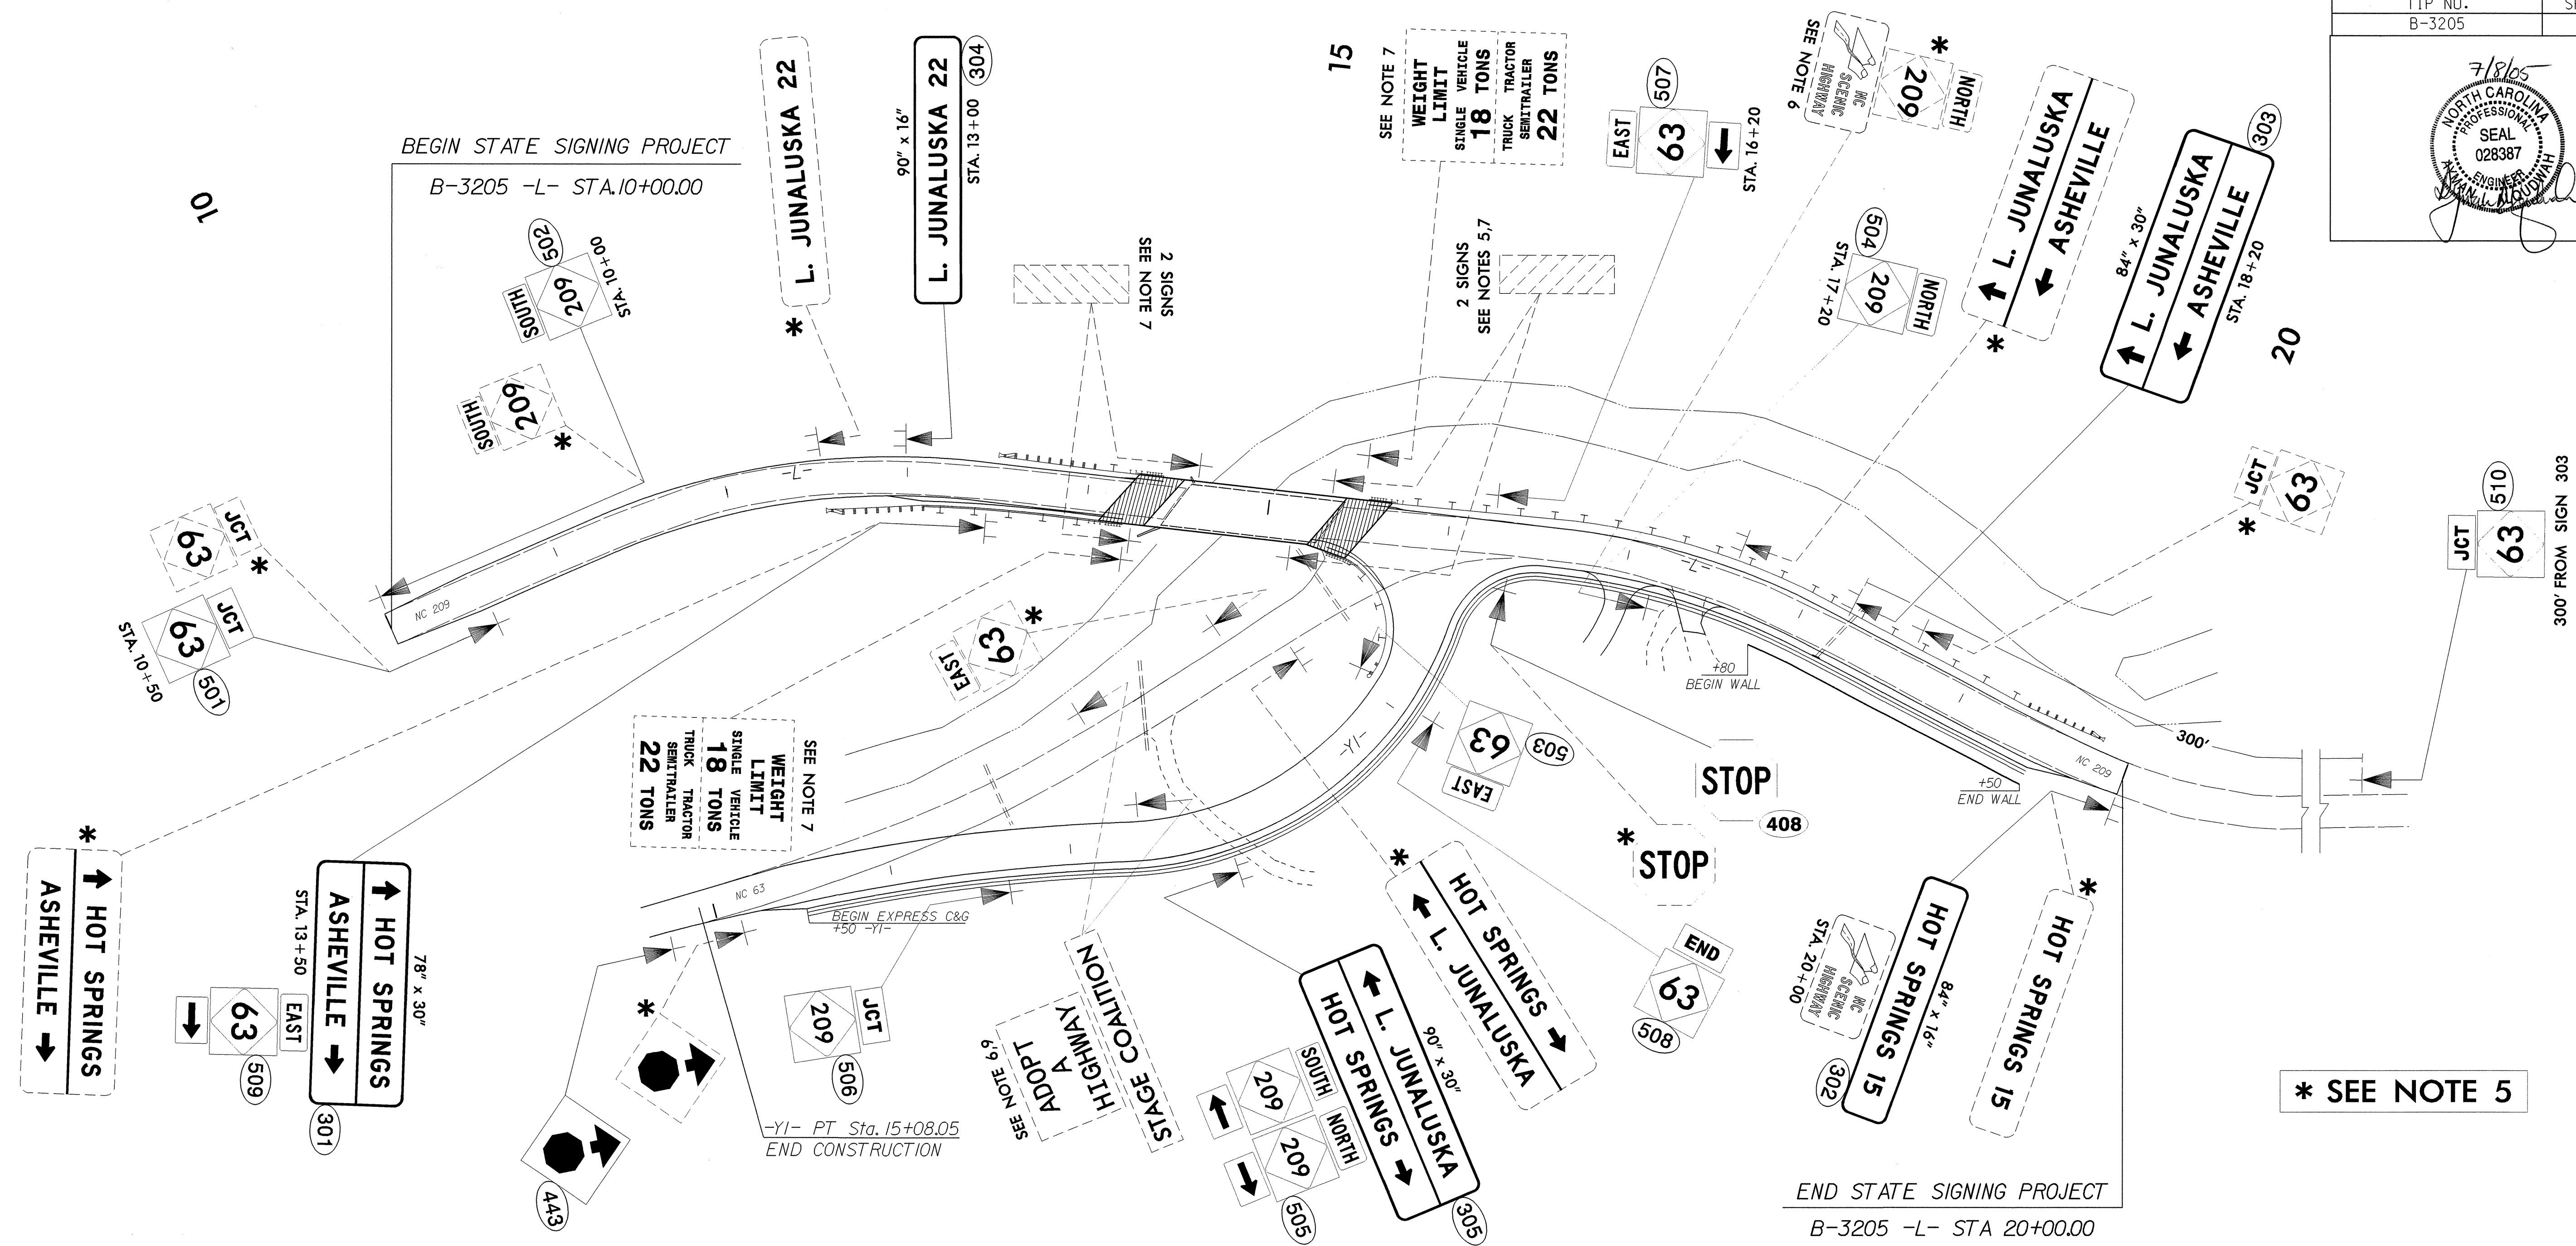 TIP NO.
B-3205
7/8/05
NORTH CAROLINA
PROFESSIONAL
SEAL
028387
ENGINEER
10
15
20
BEGIN STATE SIGNING PROJECT
B-3205 -L- STA.10+00.00
502
209
SOUTH
STA. 10+00
209
SOUTH
*
L. JUNALUSKA 22
*
L. JUNALUSKA 22
304
90" x 16"
STA. 13+00
2 SIGNS
SEE NOTE 7
SEE NOTE 7
WEIGHT
LIMIT
SINGLE VEHICLE
18 TONS
TRUCK TRACTOR
SEMITRAILER
22 TONS
2 SIGNS
SEE NOTES 5,7
507
EAST
63
STA. 16+20
SEE NOTE 6
NC
SCENIC
HIGHWAY
209
NORTH
*
504
209
NORTH
STA. 17+20
L. JUNALUSKA
ASHEVILLE
*
303
L. JUNALUSKA
ASHEVILLE
84" x 30"
STA. 18+20
JCT
63
*
510
JCT
63
300' FROM SIGN 303
63
JCT
*
63
JCT
STA. 10+50
501
NC 209
-L-
-L-
63
EAST
*
SEE NOTE 7
WEIGHT
LIMIT
SINGLE VEHICLE
18 TONS
TRUCK TRACTOR
SEMITRAILER
22 TONS
-Y1-
+80
BEGIN WALL
+50
END WALL
300'
NC 209
63
EAST
503
STOP
408
*
STOP
*
HOT SPRINGS
ASHEVILLE
HOT SPRINGS
ASHEVILLE
78" x 30"
STA. 13+50
301
EAST
63
509
NC 63
BEGIN EXPRESS C&G
+50 -Y1-
*
443
JCT
209
506
-Y1- PT Sta. 15+08.05
END CONSTRUCTION
STAGE COALITION
ADOPT
A
HIGHWAY
SEE NOTE 6,9
SOUTH
209
NORTH
209
505
L. JUNALUSKA
HOT SPRINGS
90" x 30"
305
*
HOT SPRINGS
L. JUNALUSKA
END
63
508
NC
SCENIC
HIGHWAY
STA. 20+00
HOT SPRINGS 15
84" x 16"
302
*
HOT SPRINGS 15
* SEE NOTE 5
END STATE SIGNING PROJECT
B-3205 -L- STA 20+00.00